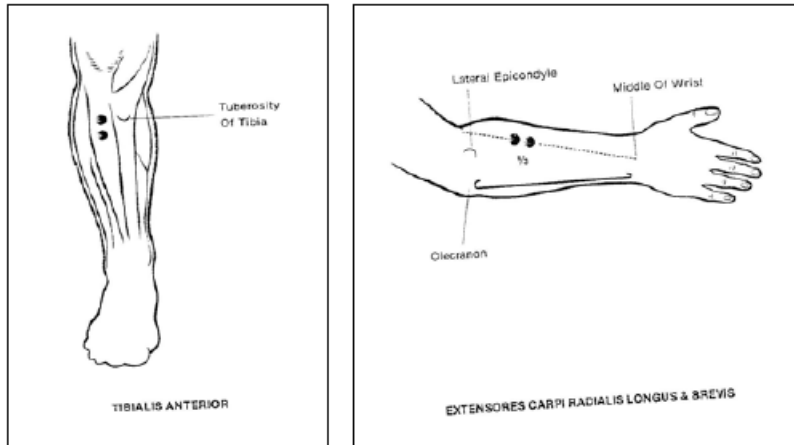 Tuberosity
Of Tibia
TIBIALIS ANTERIOR
Lateral Epicondyle
Middle Of Wrist
1/3
Olecranon
EXTENSORES CARPI RADIALIS LONGUS & BREVIS